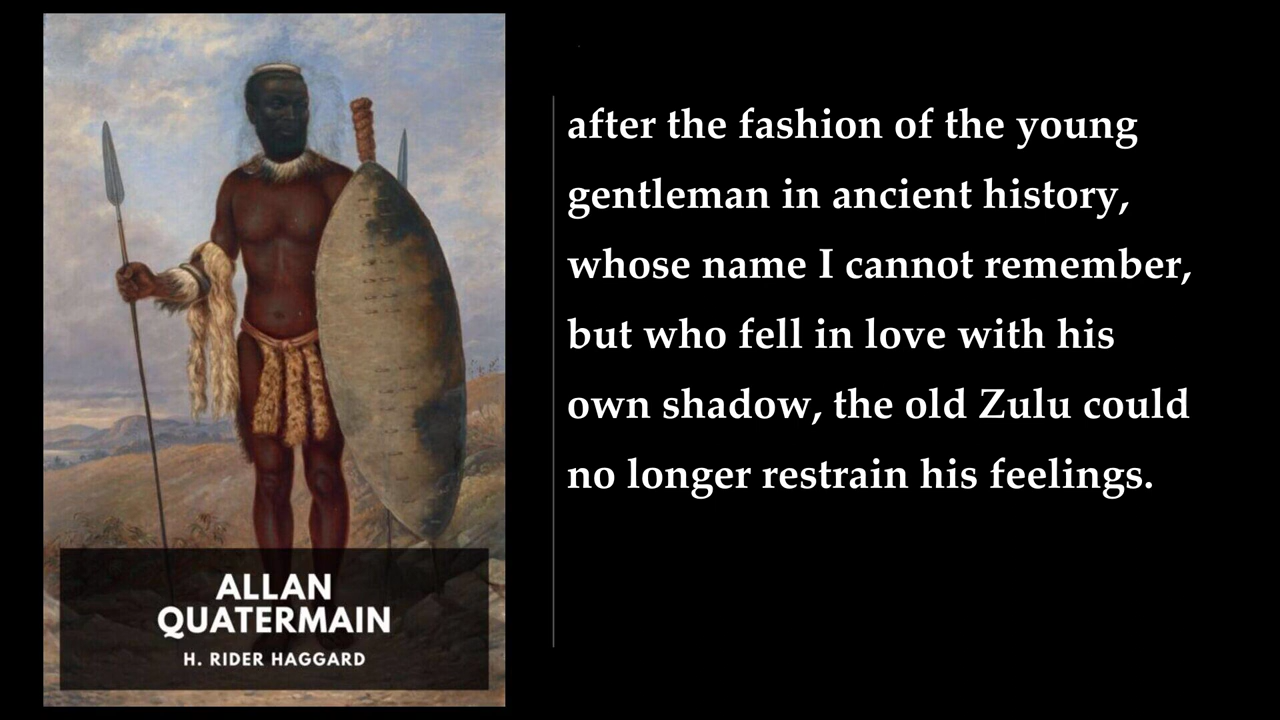 ALLAN
QUATERMAIN
H. RIDER HAGGARD
after the fashion of the young
gentleman in ancient history,
whose name I cannot remember,
but who fell in love with his
own shadow, the old Zulu could
no longer restrain his feelings.